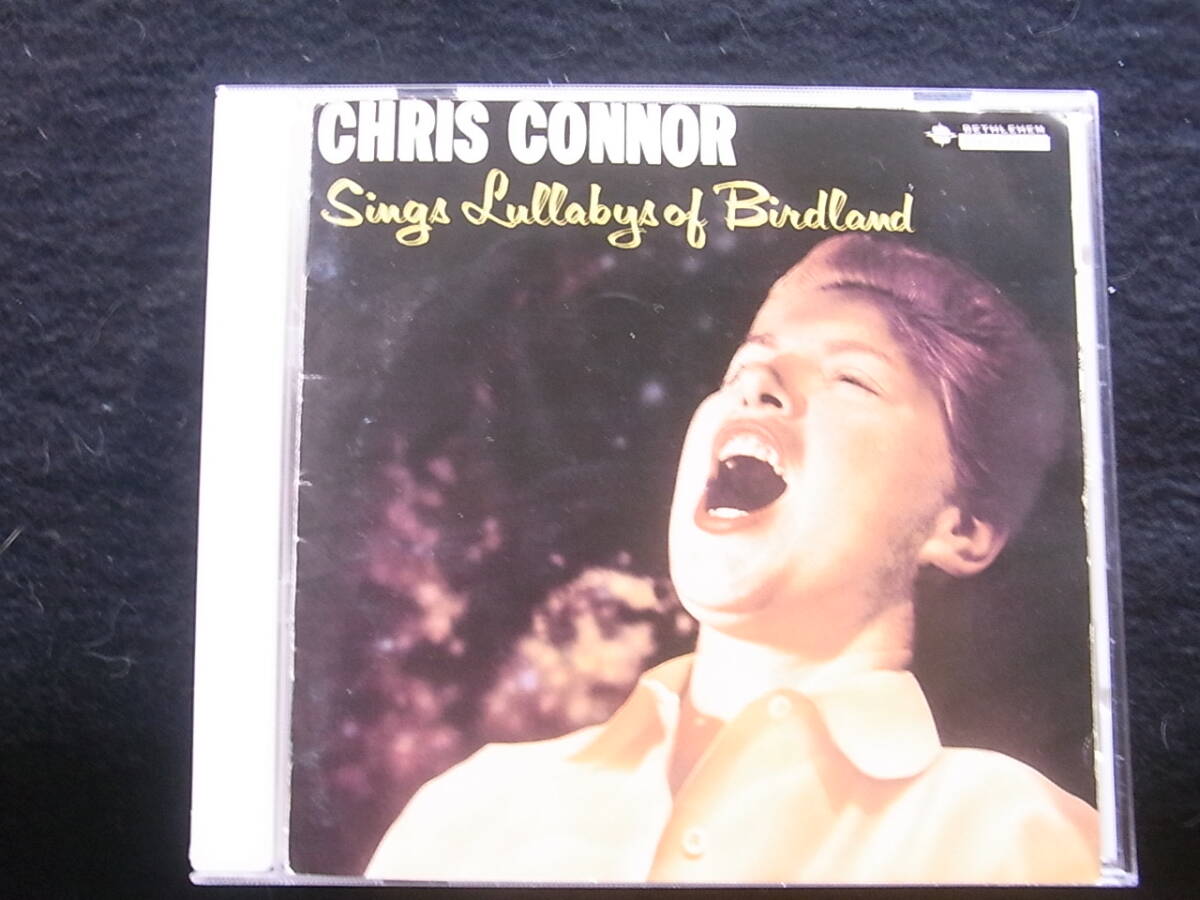 CHRIS CONNOR
Sings Lullabys of Birdland
BETHLEHEM